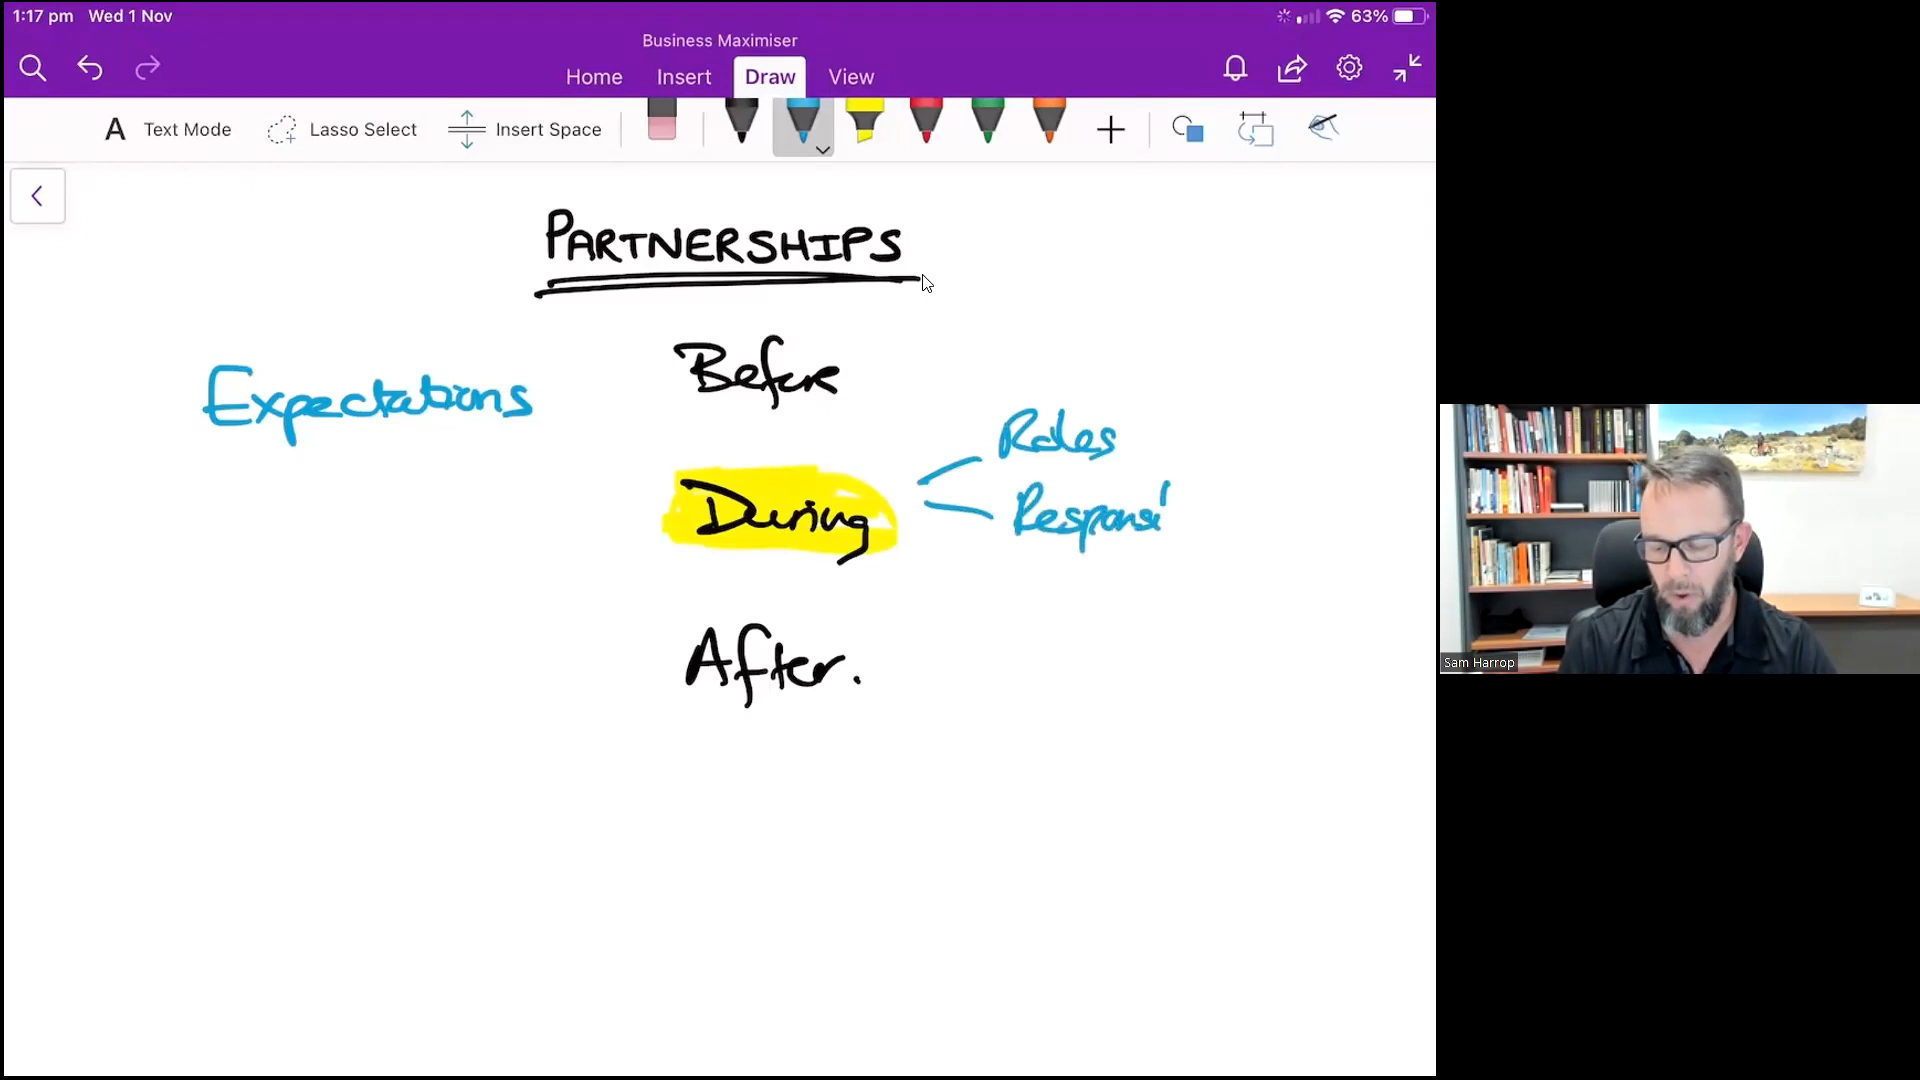 1:17 pm Wed 1 Nov
63%
Business Maximiser
Home Insert Draw View
A Text Mode Lasso Select Insert Space
PARTNERSHIPS
Before
Expectations
Roles
During
Responsi
After.
Sam Harrop